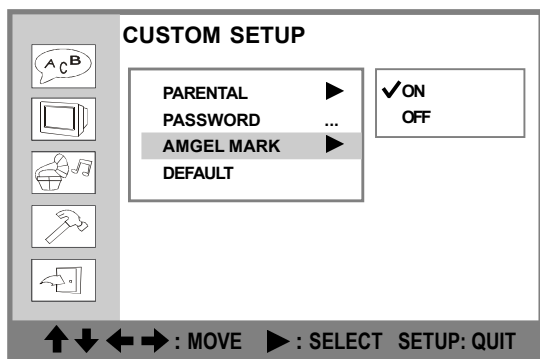 CUSTOM SETUP
A C B
PARENTAL ▶
PASSWORD ...
AMGEL MARK ▶
DEFAULT
✓ON
OFF
: MOVE ▶ : SELECT SETUP: QUIT